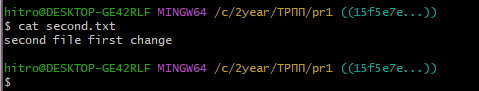 hitro@DESKTOP-GE42RLF MINGW64 /c/2year/ТРПП/pr1 ((15f5e7e...))
$ cat second.txt
second file first change
hitro@DESKTOP-GE42RLF MINGW64 /c/2year/ТРПП/pr1 ((15f5e7e...))
$